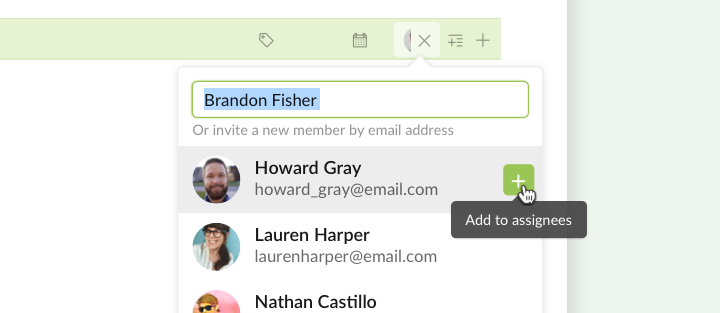 Brandon Fisher
Or invite a new member by email address
Howard Gray
howard_gray@email.com
Add to assignees
Lauren Harper
laurenharper@email.com
Nathan Castillo